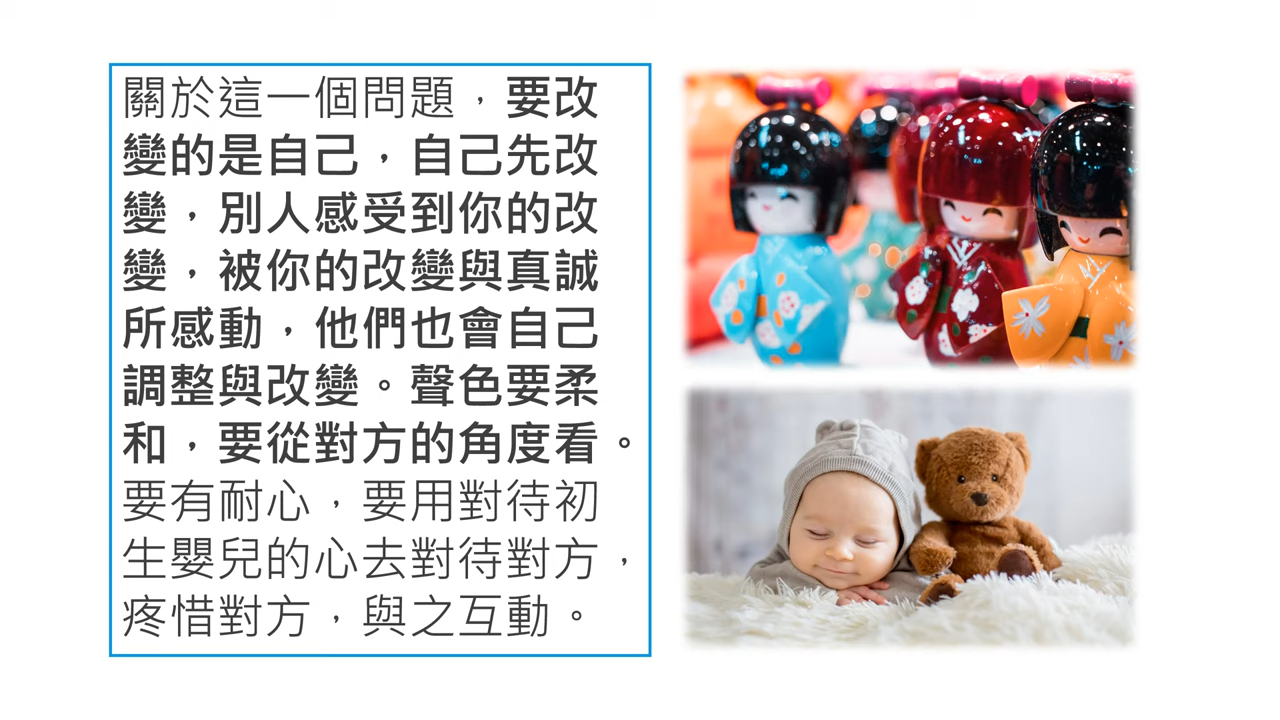 關於這一個問題，要改
變的是自己，自己先改
變，別人感受到你的改
變，被你的改變與真誠
所感動，他們也會自己
調整與改變。聲色要柔
和，要從對方的角度看。
要有耐心，要用對待初
生嬰兒的心去對待對方，
疼惜對方，與之互動。